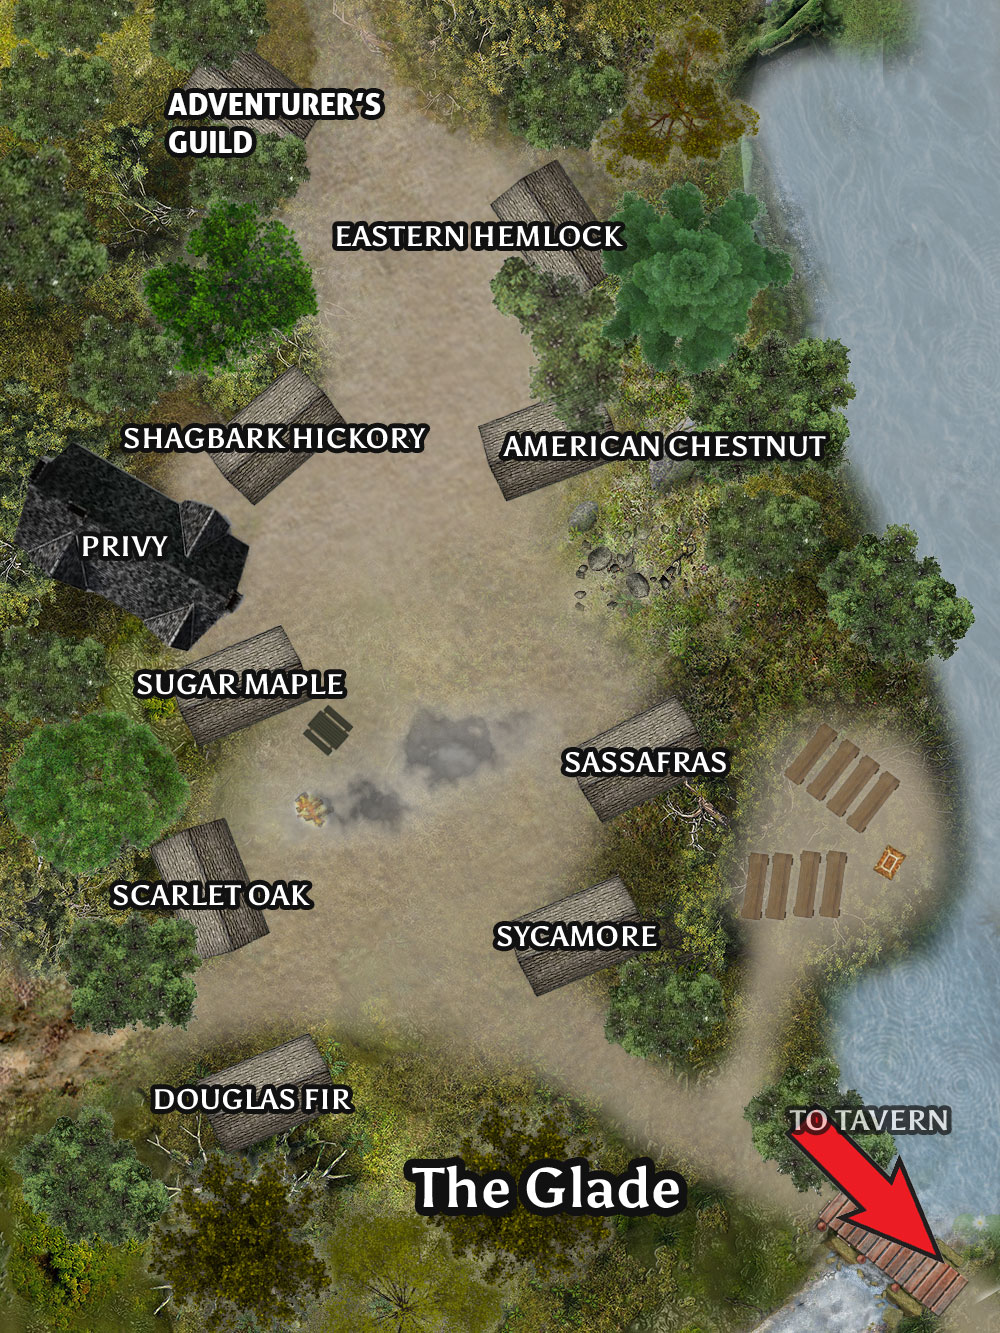 ADVENTURER'S
GUILD
EASTERN HEMLOCK
SHAGBARK HICKORY
AMERICAN CHESTNUT
PRIVY
SUGAR MAPLE
SASSAFRAS
SCARLET OAK
SYCAMORE
DOUGLAS FIR
TO TAVERN
The Glade